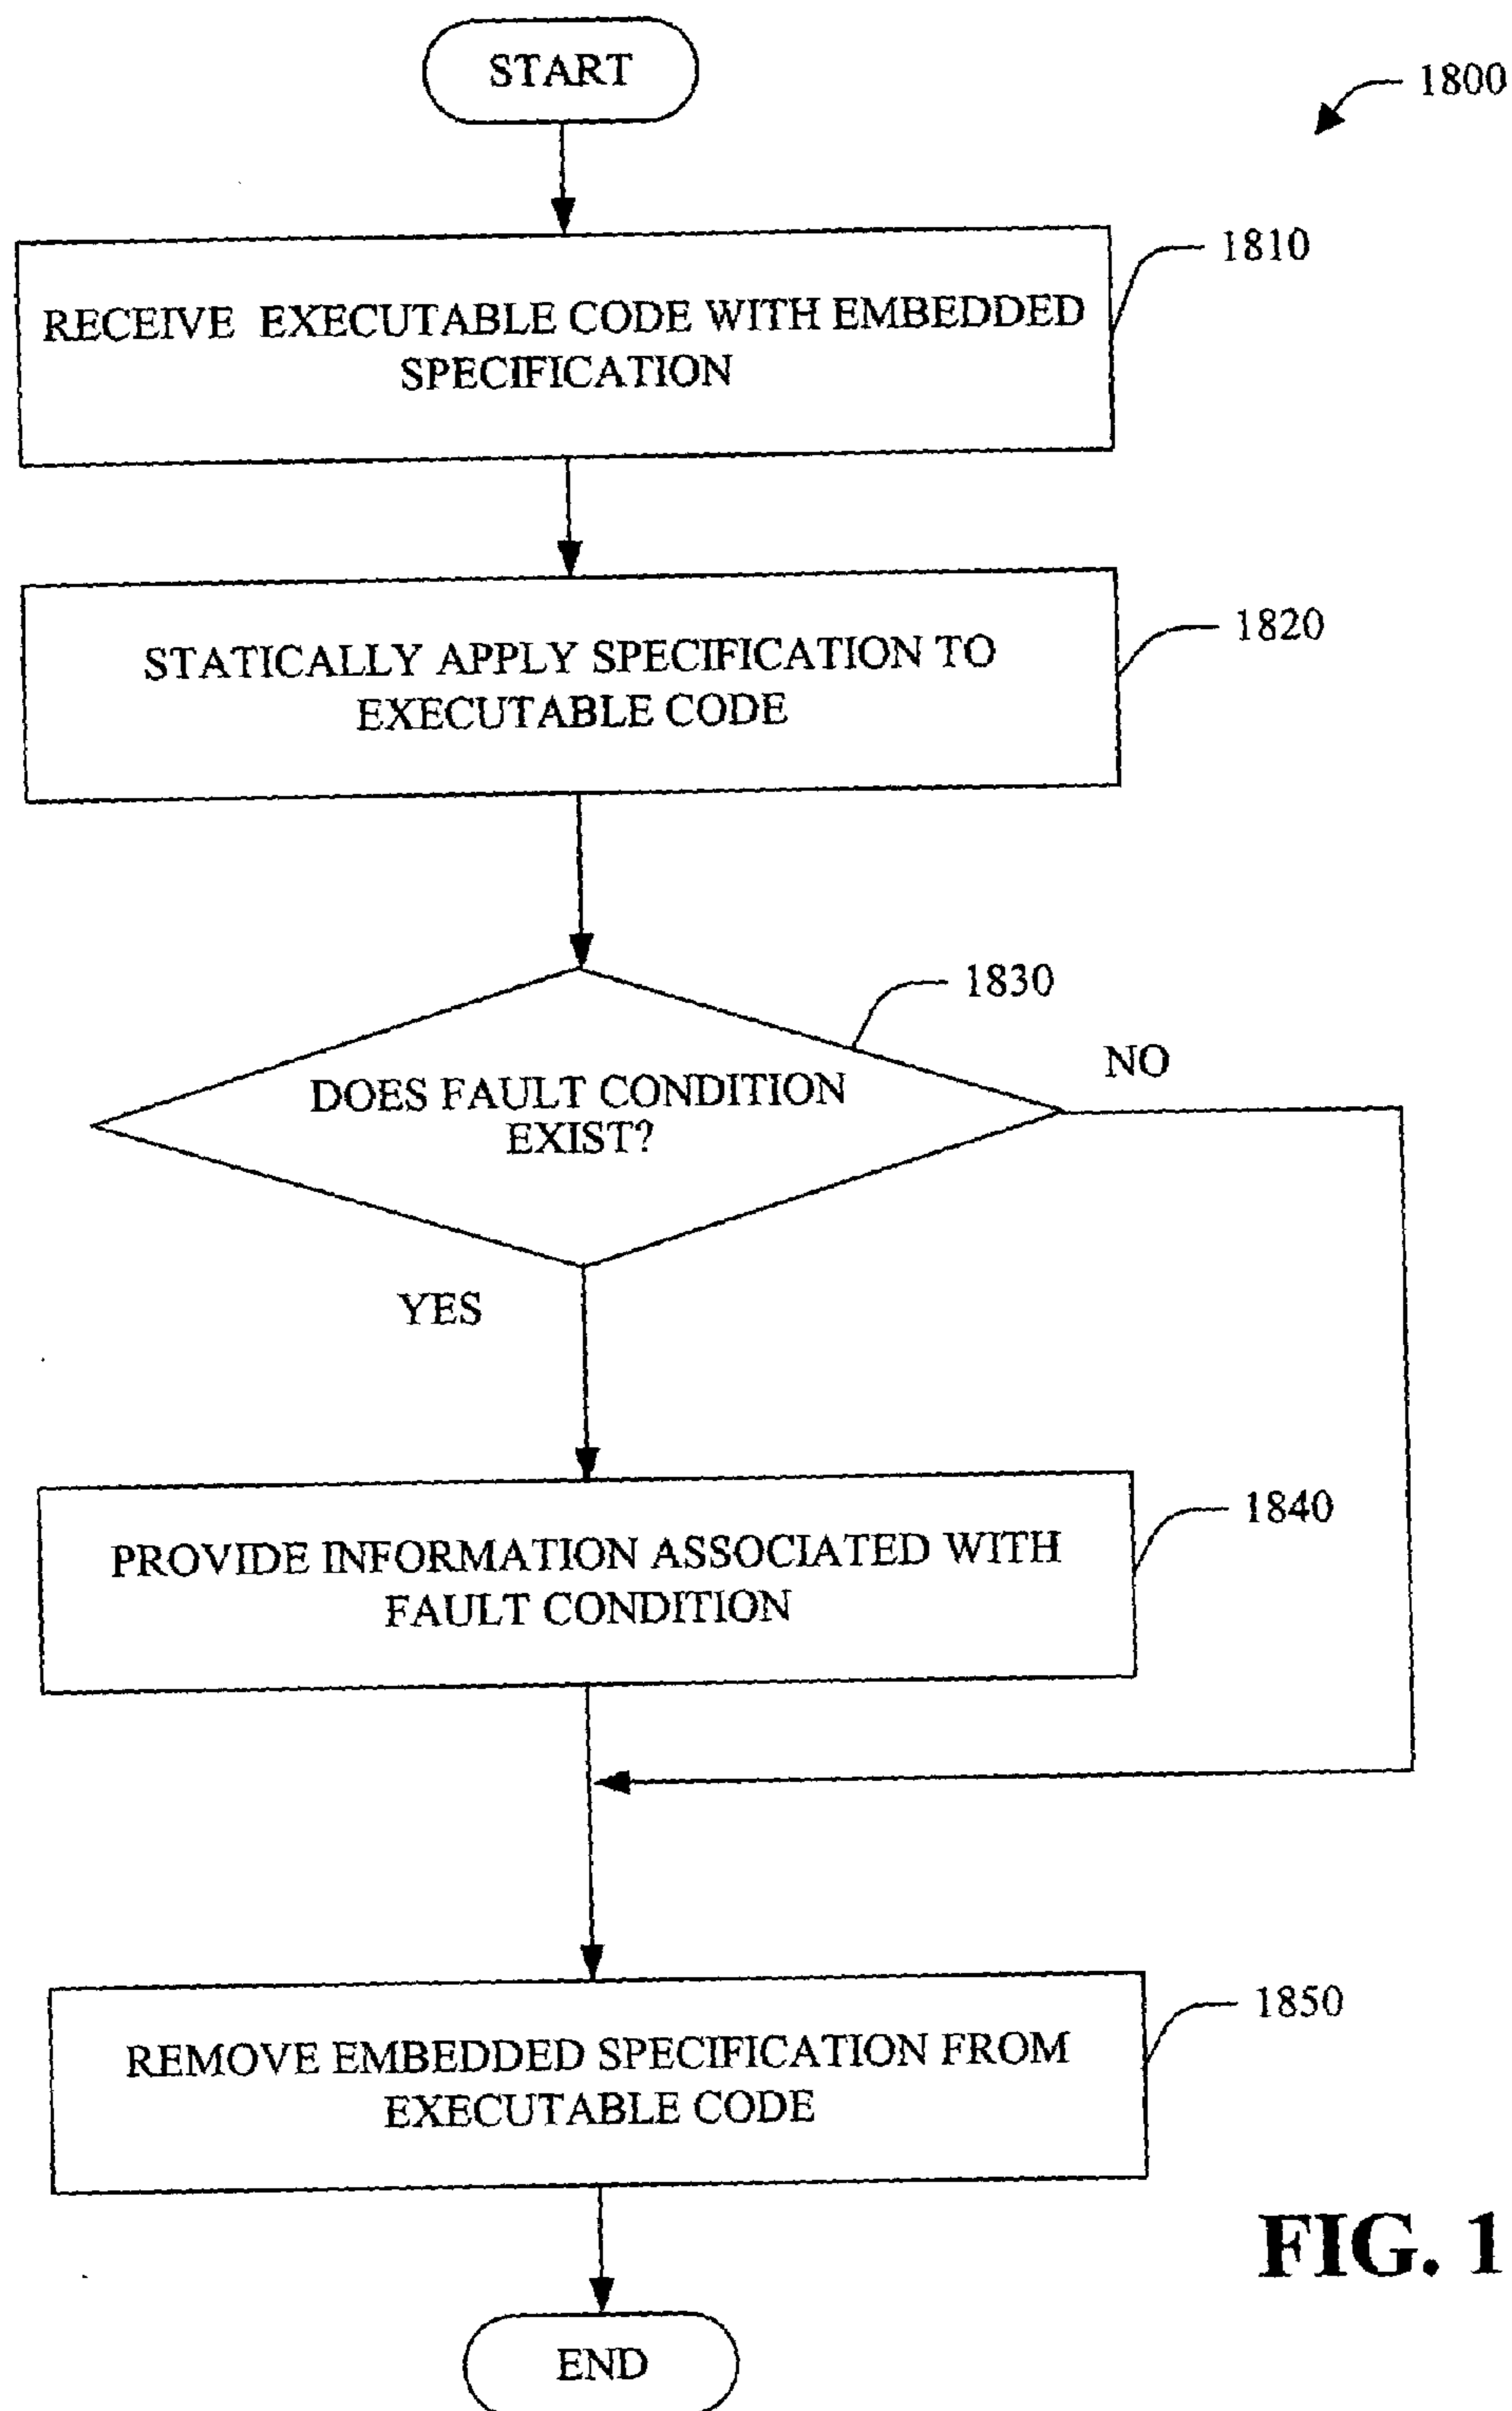 START
1800
1810
RECEIVE EXECUTABLE CODE WITH EMBEDDED
SPECIFICATION
1820
STATICALLY APPLY SPECIFICATION TO
EXECUTABLE CODE
1830
DOES FAULT CONDITION
EXIST?
NO
YES
1840
PROVIDE INFORMATION ASSOCIATED WITH
FAULT CONDITION
1850
REMOVE EMBEDDED SPECIFICATION FROM
EXECUTABLE CODE
FIG. 1
END